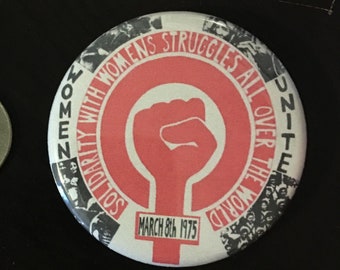 WOMEN UNITE
SOLIDARITY WITH WOMENS STRUGGLES ALL OVER THE WORLD
MARCH 8th 1975